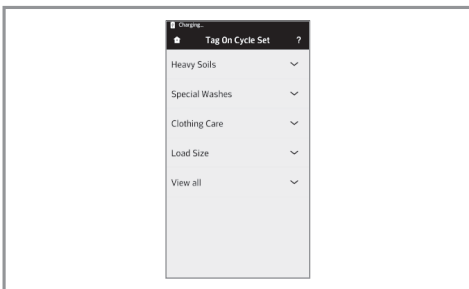 Charging...
Tag On Cycle Set ?
Heavy Soils
Special Washes
Clothing Care
Load Size
View all